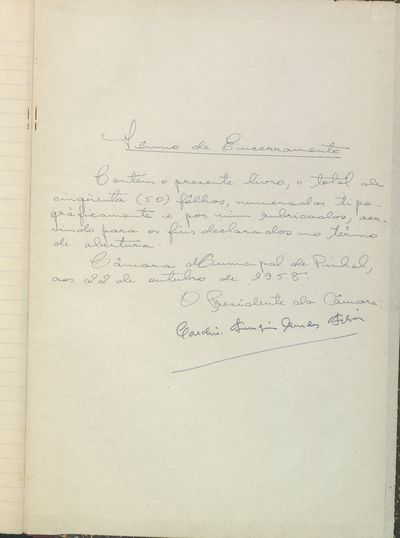 Têrmo de Encerramento
Contem o presente livro, o total de
cinqüenta (50) fôlhas, numeradas tipo-
gràficamente e por mim rubricadas, ser-
vindo para os fins declarados no têrmo
de abertura.
Câmara Municipal de Pinhal,
aos 22 de outubro de 1958.
O Presidente da Câmara: